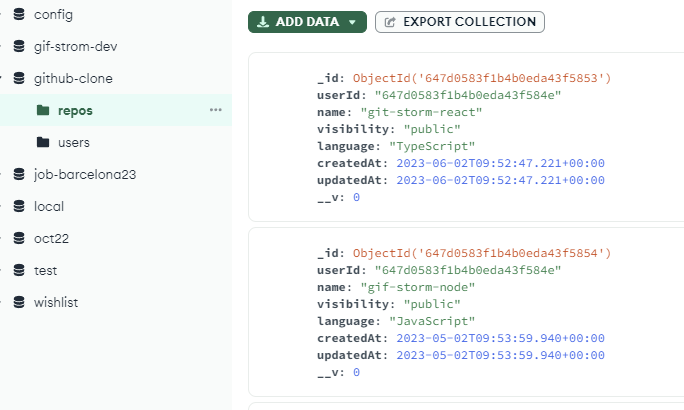 config
gif-strom-dev
github-clone
repos
users
job-barcelona23
local
oct22
test
wishlist
ADD DATA
EXPORT COLLECTION
_id: ObjectId('647d0583f1b4b0eda43f5853')
userId: "647d0583f1b4b0eda43f584e"
name: "git-storm-react"
visibility: "public"
language: "TypeScript"
createdAt: 2023-06-02T09:52:47.221+00:00
updatedAt: 2023-06-02T09:52:47.221+00:00
__v: 0
_id: ObjectId('647d0583f1b4b0eda43f5854')
userId: "647d0583f1b4b0eda43f584e"
name: "gif-storm-node"
visibility: "public"
language: "JavaScript"
createdAt: 2023-05-02T09:53:59.940+00:00
updatedAt: 2023-05-02T09:53:59.940+00:00
__v: 0